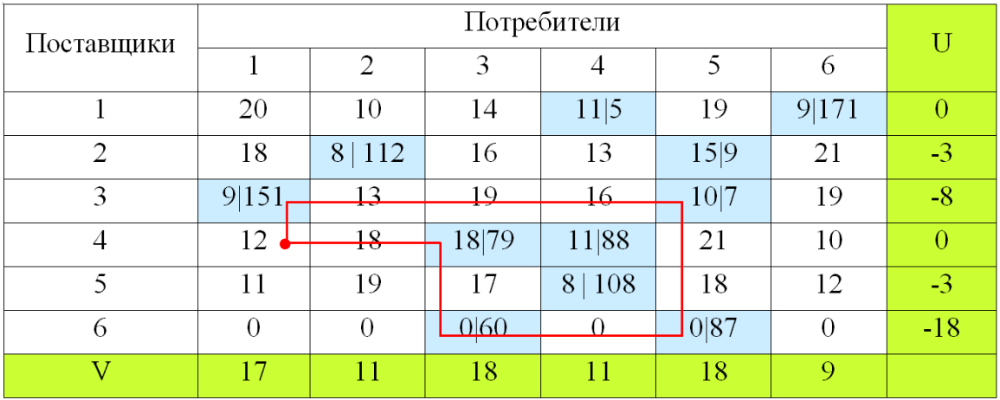 Поставщики Потребители U
1 2 3 4 5 6
1 20 10 14 11|5 19 9|171 0
2 18 8 | 112 16 13 15|9 21 -3
3 9|151 13 19 16 10|7 19 -8
4 12 18 18|79 11|88 21 10 0
5 11 19 17 8 | 108 18 12 -3
6 0 0 0|60 0 0|87 0 -18
V 17 11 18 11 18 9